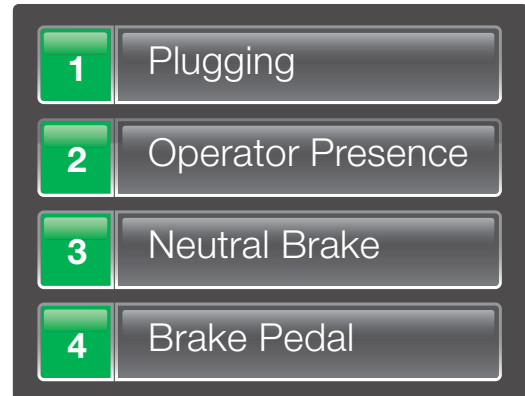 1 Plugging
2 Operator Presence
3 Neutral Brake
4 Brake Pedal